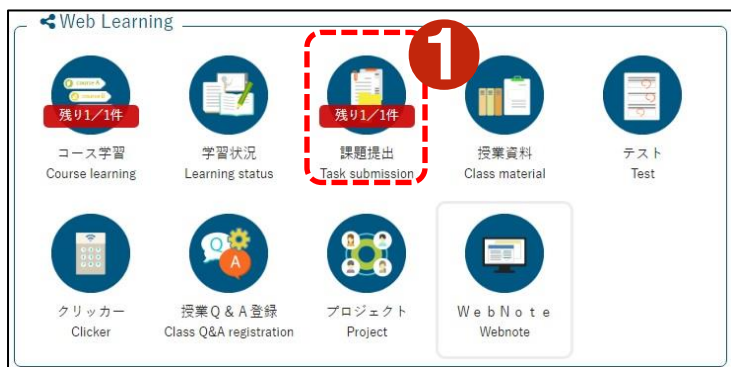 Web Learning
1
course A
course B
残り1／1件
残り1／1件
コース学習
学習状況
課題提出
授業資料
テスト
Course learning
Learning status
Task submission
Class material
Test
Q
A
クリッカー
授業Ｑ＆Ａ登録
プロジェクト
ＷｅｂＮｏｔｅ
Clicker
Class Q&A registration
Project
Webnote